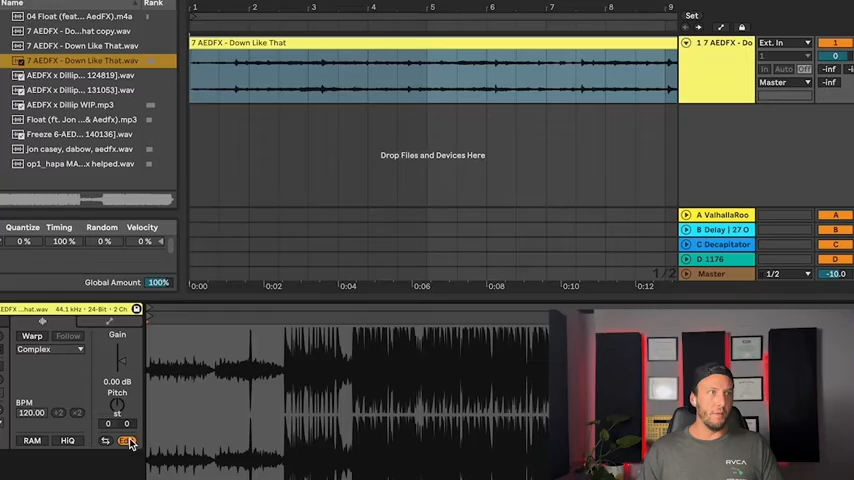 Name Rank
04 Float (feat... AedFX).m4a
7 AEDFX - Do...hat copy.wav
7 AEDFX - Down Like That.wav
7 AEDFX - Down Like That.wav
AEDFX x Dillip... 124819].wav
AEDFX x Dillip... 131053].wav
AEDFX x Dillip WIP.mp3
Float (ft. Jon ...& Aedfx).mp3
Freeze 6-AED... 140136].wav
jon casey, dabow, aedfx.wav
op1_hapa MA...x helped.wav
Quantize Timing Random Velocity
0 % 100 % 0 % 0 %
Global Amount 100%
1 2 3 4 5 6 7 8 9
7 AEDFX - Down Like That
Drop Files and Devices Here
0:00 0:02 0:04 0:06 0:08 0:10 0:12
1/2
Set
1 7 AEDFX - Do Ext. In 1
1 0
In Auto Off -inf -inf
Master
A ValhallaRoo A
B Delay | 27 O B
C Decapitator C
D 1176 D
Master 1/2 -10.0
44.1 kHz · 24-Bit · 2 Ch
Warp Follow Gain
Complex
0.00 dB
Pitch
BPM st
120.00 ÷2 ×2 0 0
RAM HiQ
RVCA